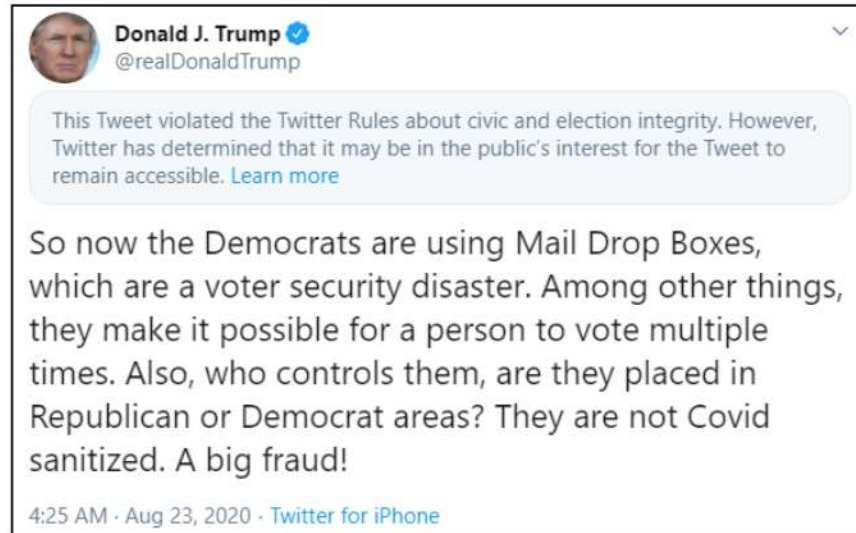 Donald J. Trump
@realDonaldTrump
This Tweet violated the Twitter Rules about civic and election integrity. However,
Twitter has determined that it may be in the public's interest for the Tweet to
remain accessible. Learn more
So now the Democrats are using Mail Drop Boxes,
which are a voter security disaster. Among other things,
they make it possible for a person to vote multiple
times. Also, who controls them, are they placed in
Republican or Democrat areas? They are not Covid
sanitized. A big fraud!
4:25 AM · Aug 23, 2020 · Twitter for iPhone